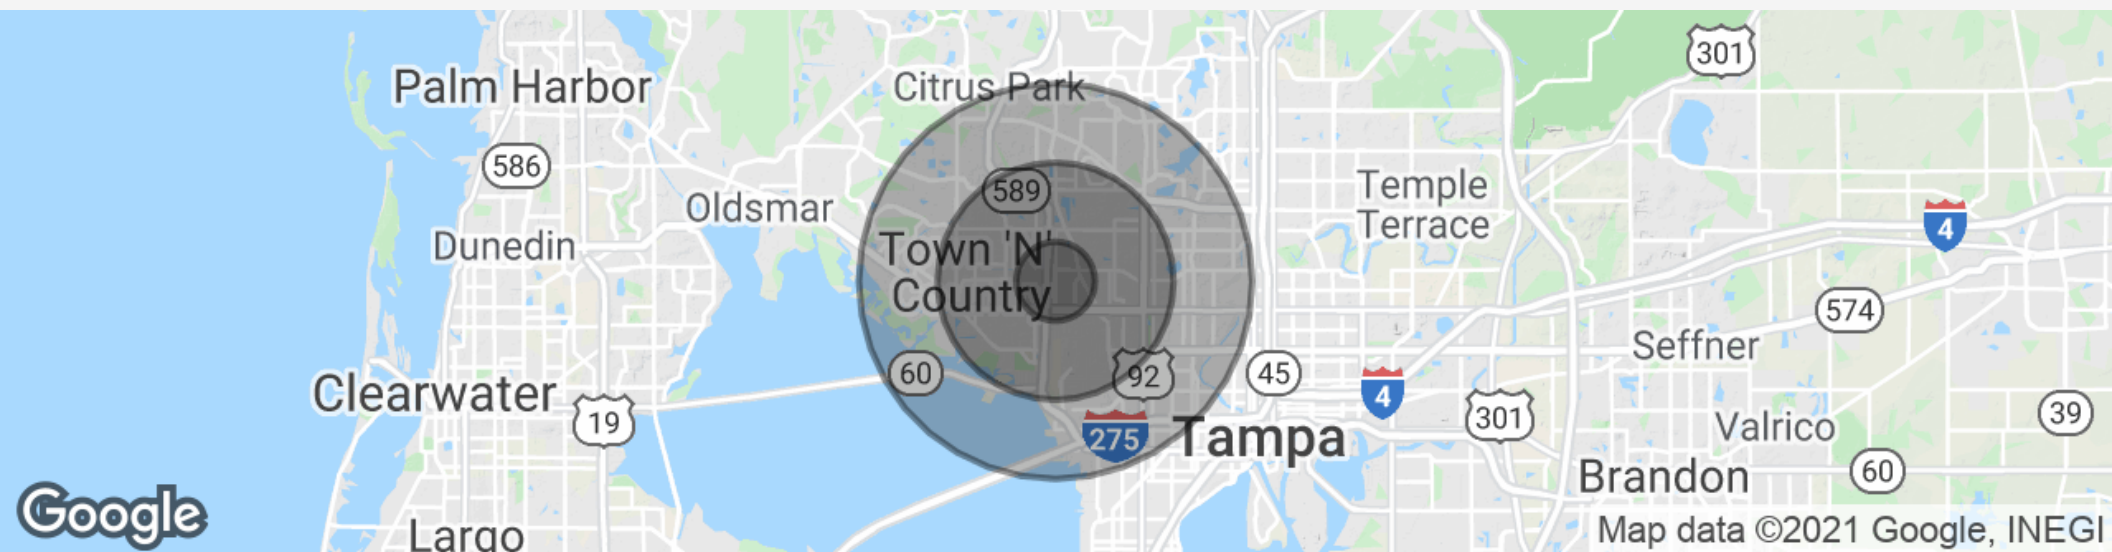 301
Palm Harbor
Citrus Park
586
589
Temple
Terrace
Oldsmar
4
Dunedin
Town 'N'
Country
574
Seffner
60
92
45
4
Clearwater
19
301
39
275
Tampa
Valrico
Brandon
60
Google
Largo
Map data ©2021 Google, INEGI